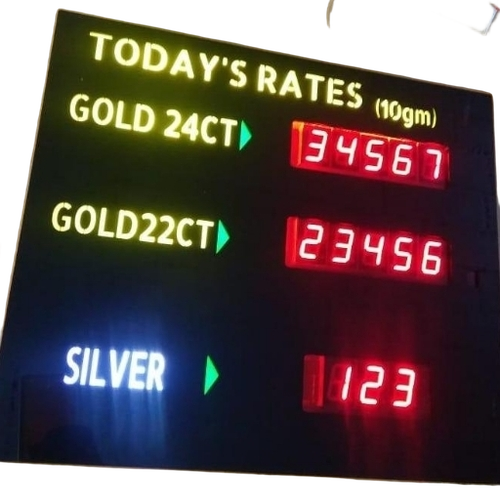 TODAY'S RATES (10gm)
GOLD 24CT 34567
GOLD22CT 23456
SILVER 123